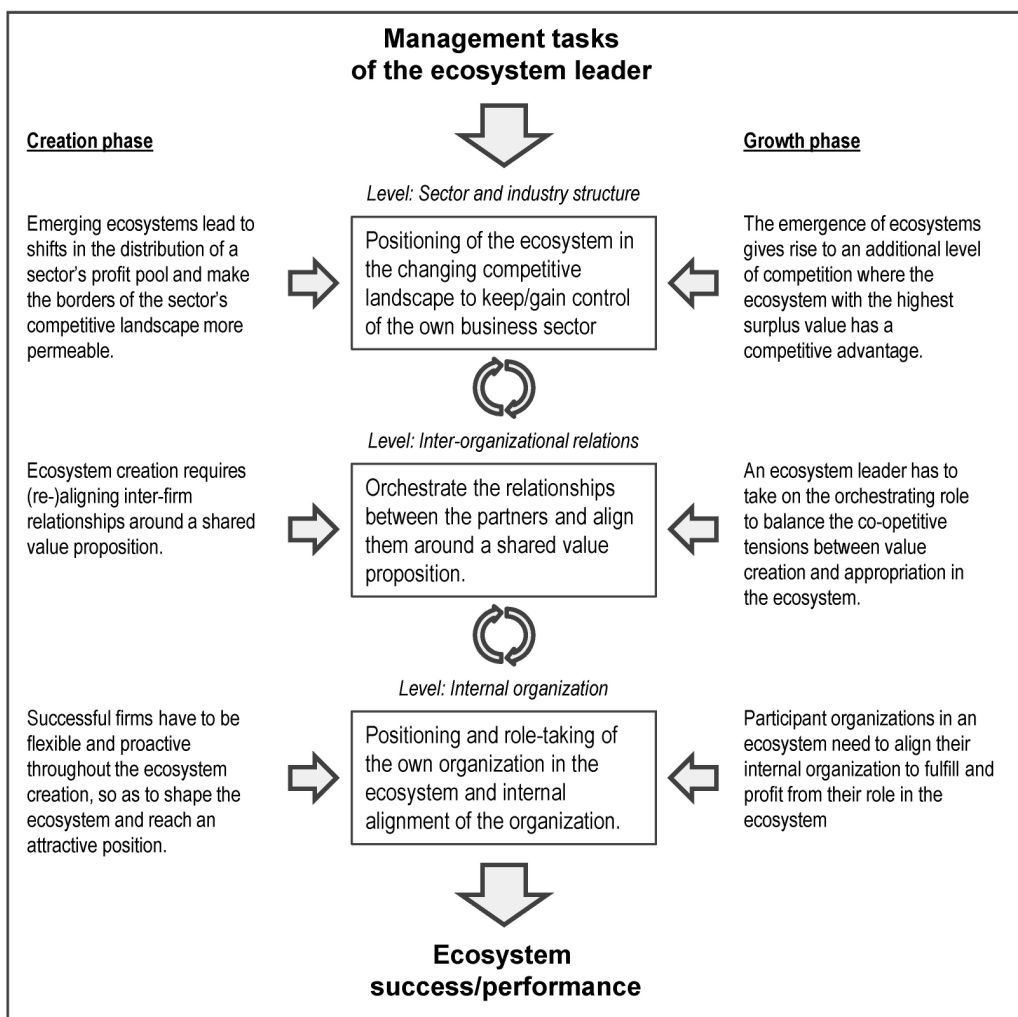 Management tasks
of the ecosystem leader
Creation phase
Growth phase
Level: Sector and industry structure
Emerging ecosystems lead to
shifts in the distribution of a
sector's profit pool and make
the borders of the sector's
competitive landscape more
permeable.
Positioning of the ecosystem in
the changing competitive
landscape to keep/gain control
of the own business sector
The emergence of ecosystems
gives rise to an additional level
of competition where the
ecosystem with the highest
surplus value has a
competitive advantage.
Level: Inter-organizational relations
Ecosystem creation requires
(re-)aligning inter-firm
relationships around a shared
value proposition.
Orchestrate the relationships
between the partners and align
them around a shared value
proposition.
An ecosystem leader has to
take on the orchestrating role
to balance the co-opetitive
tensions between value
creation and appropriation in
the ecosystem.
Level: Internal organization
Successful firms have to be
flexible and proactive
throughout the ecosystem
creation, so as to shape the
ecosystem and reach an
attractive position.
Positioning and role-taking of
the own organization in the
ecosystem and internal
alignment of the organization.
Participant organizations in an
ecosystem need to align their
internal organization to fulfill and
profit from their role in the
ecosystem
Ecosystem
success/performance